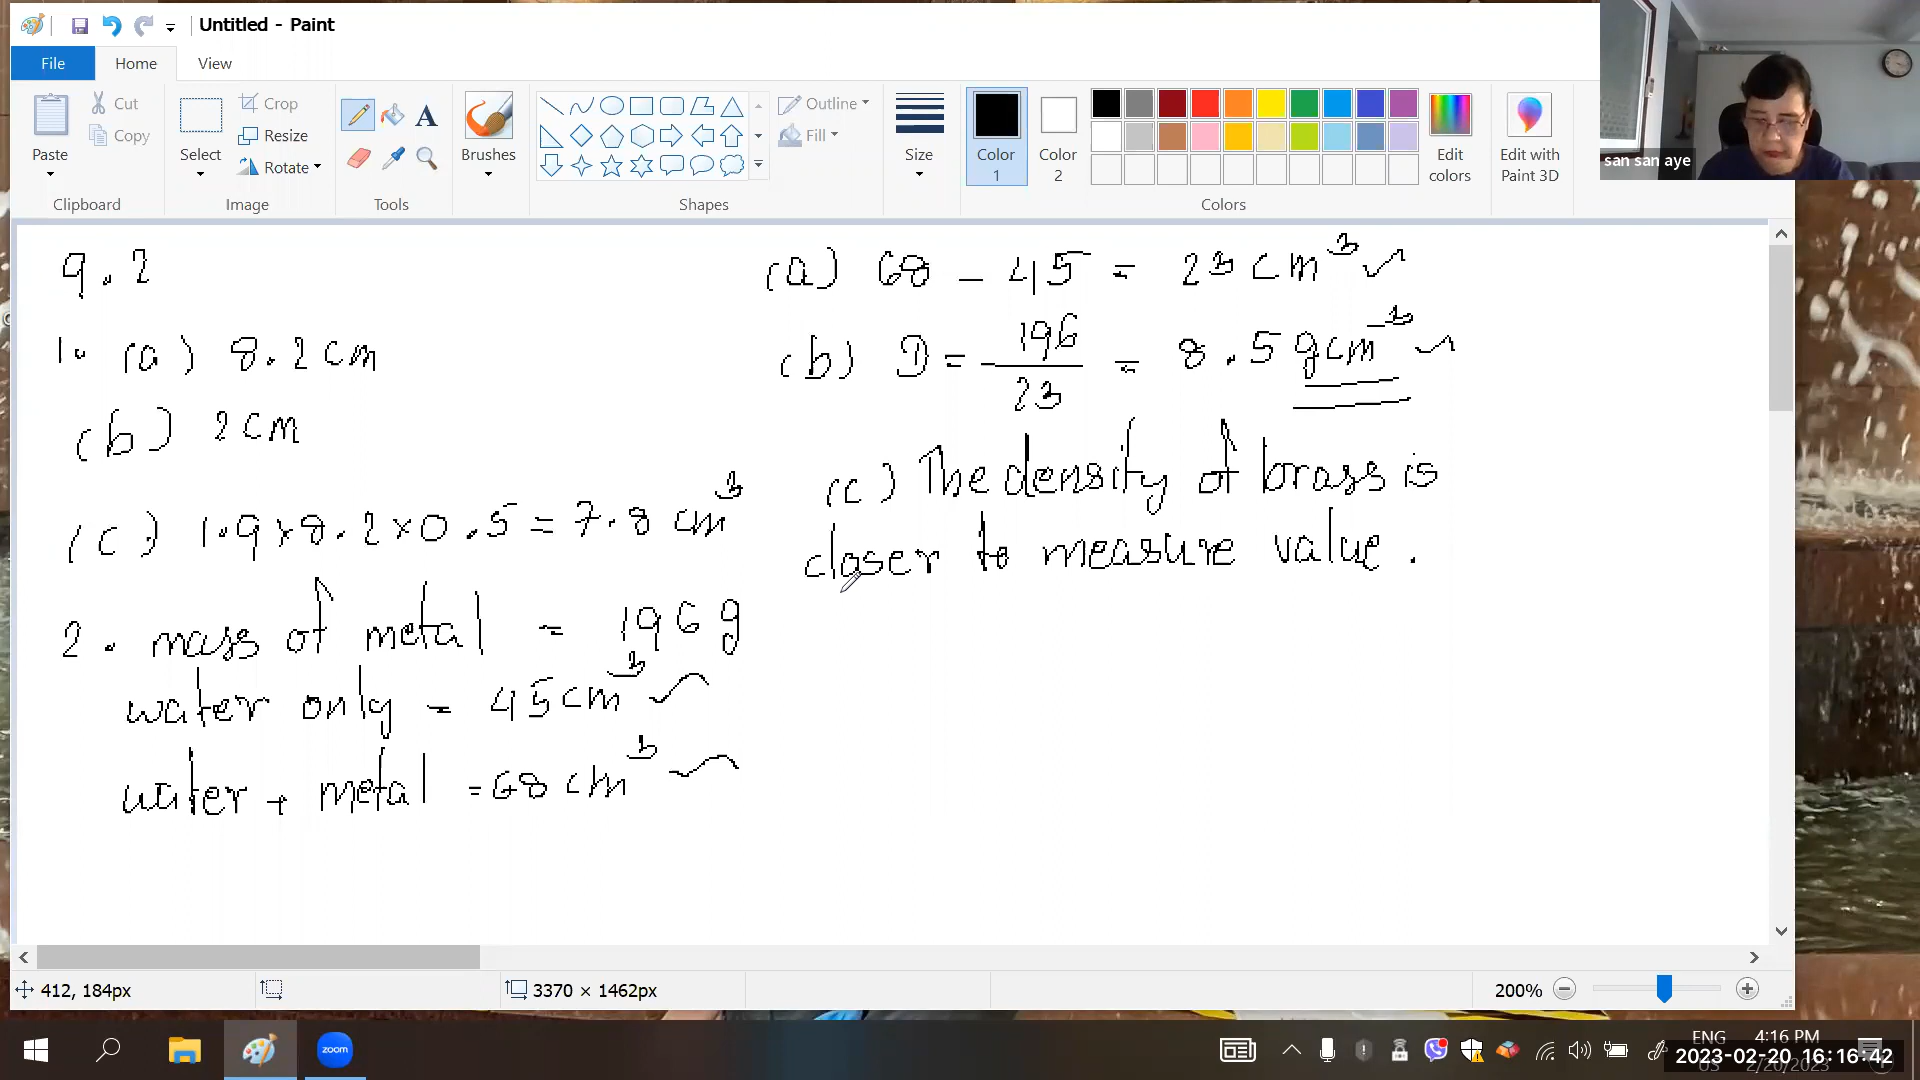 Untitled - Paint
File
Home
View
Paste
Cut
Copy
Clipboard
Select
Crop
Resize
Rotate
Image
Tools
Brushes
Shapes
Outline
Fill
Size
Color
1
Color
2
Edit
colors
Edit with
Paint 3D
Colors
san san aye
9.2
1. (a) 8.2 cm
(b) 2 cm
(c) 1.9 × 8.2 × 0.5 = 7.8 cm³
2. mass of metal = 196 g
water only = 45 cm³
water + metal = 68 cm³
(a) 68 - 45 = 23 cm³
(b) D = 196/23 = 8.5 gcm⁻³
(c) The density of brass is
closer to measure value.
412, 184px
3370 × 1462px
200%
zoom
ENG
US
4:16 PM
2/20/2023
2023-02-20 16:16:42